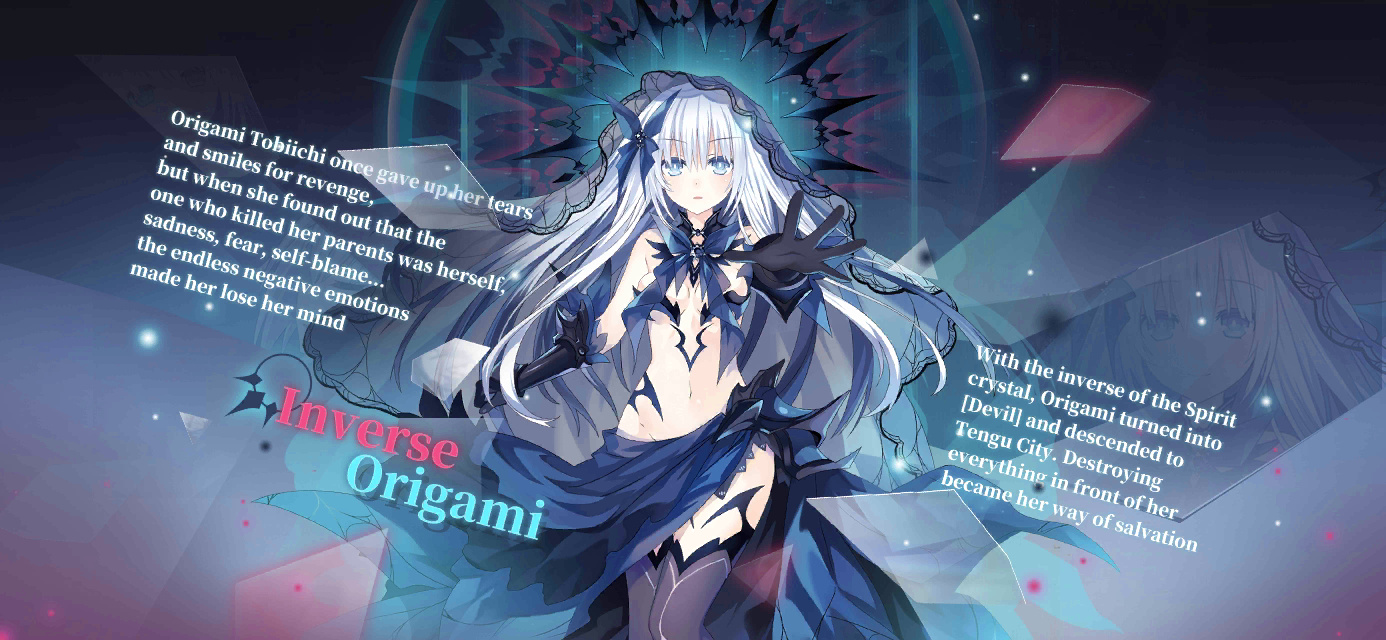 Origami Tobiichi once gave up her tears
and smiles for revenge,
but when she found out that the
one who killed her parents was herself,
sadness, fear, self-blame...
the endless negative emotions
made her lose her mind
Inverse
Origami
With the inverse of the Spirit
crystal, Origami turned into
[Devil] and descended to
Tengu City. Destroying
everything in front of her
became her way of salvation